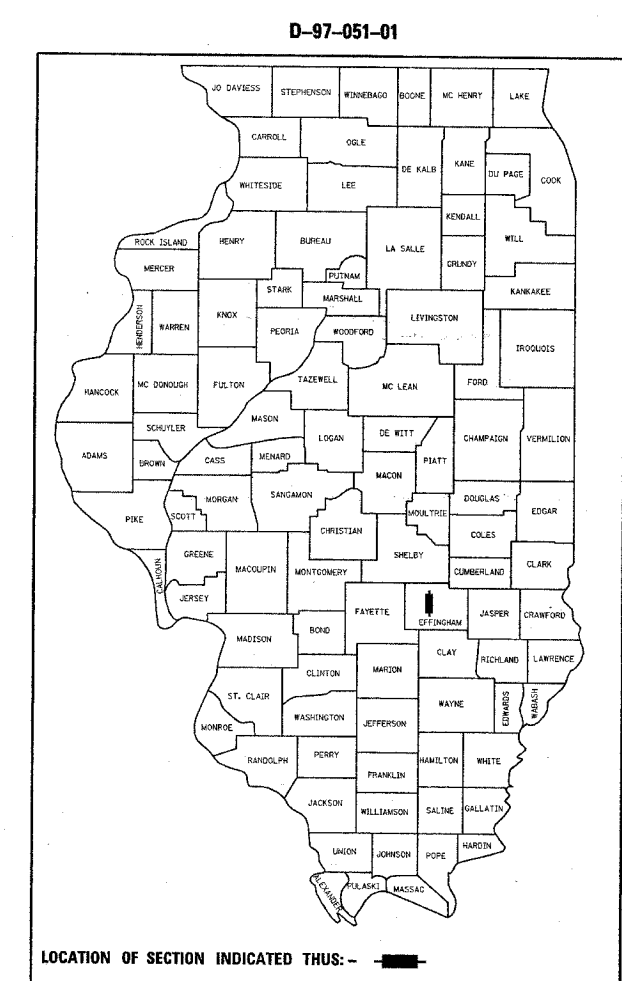 D-97-051-01
JO DAVIESS STEPHENSON WINNEBAGO BOONE MC HENRY LAKE
CARROLL OGLE
DE KALB KANE DU PAGE COOK
WHITESIDE LEE
KENDALL
ROCK ISLAND HENRY BUREAU LA SALLE WILL
MERCER PUTNAM GRUNDY
STARK MARSHALL KANKAKEE
HENDERSON WARREN KNOX PEORIA WOODFORD LIVINGSTON
IROQUOIS
HANCOCK MC DONOUGH FULTON TAZEWELL MC LEAN FORD
MASON
SCHUYLER LOGAN DE WITT CHAMPAIGN VERMILION
ADAMS BROWN CASS MENARD PIATT
MACON
MORGAN SANGAMON DOUGLAS
PIKE SCOTT MOULTRIE EDGAR
CHRISTIAN COLES
GREENE SHELBY
CALHOUN MACOUPIN MONTGOMERY CUMBERLAND CLARK
JERSEY FAYETTE EFFINGHAM JASPER CRAWFORD
MADISON BOND
CLAY RICHLAND LAWRENCE
CLINTON MARION
ST. CLAIR WAYNE EDWARDS WABASH
WASHINGTON JEFFERSON
MONROE
RANDOLPH PERRY HAMILTON WHITE
FRANKLIN
JACKSON WILLIAMSON SALINE GALLATIN
UNION JOHNSON POPE HARDIN
ALEXANDER PULASKI MASSAC
LOCATION OF SECTION INDICATED THUS: -